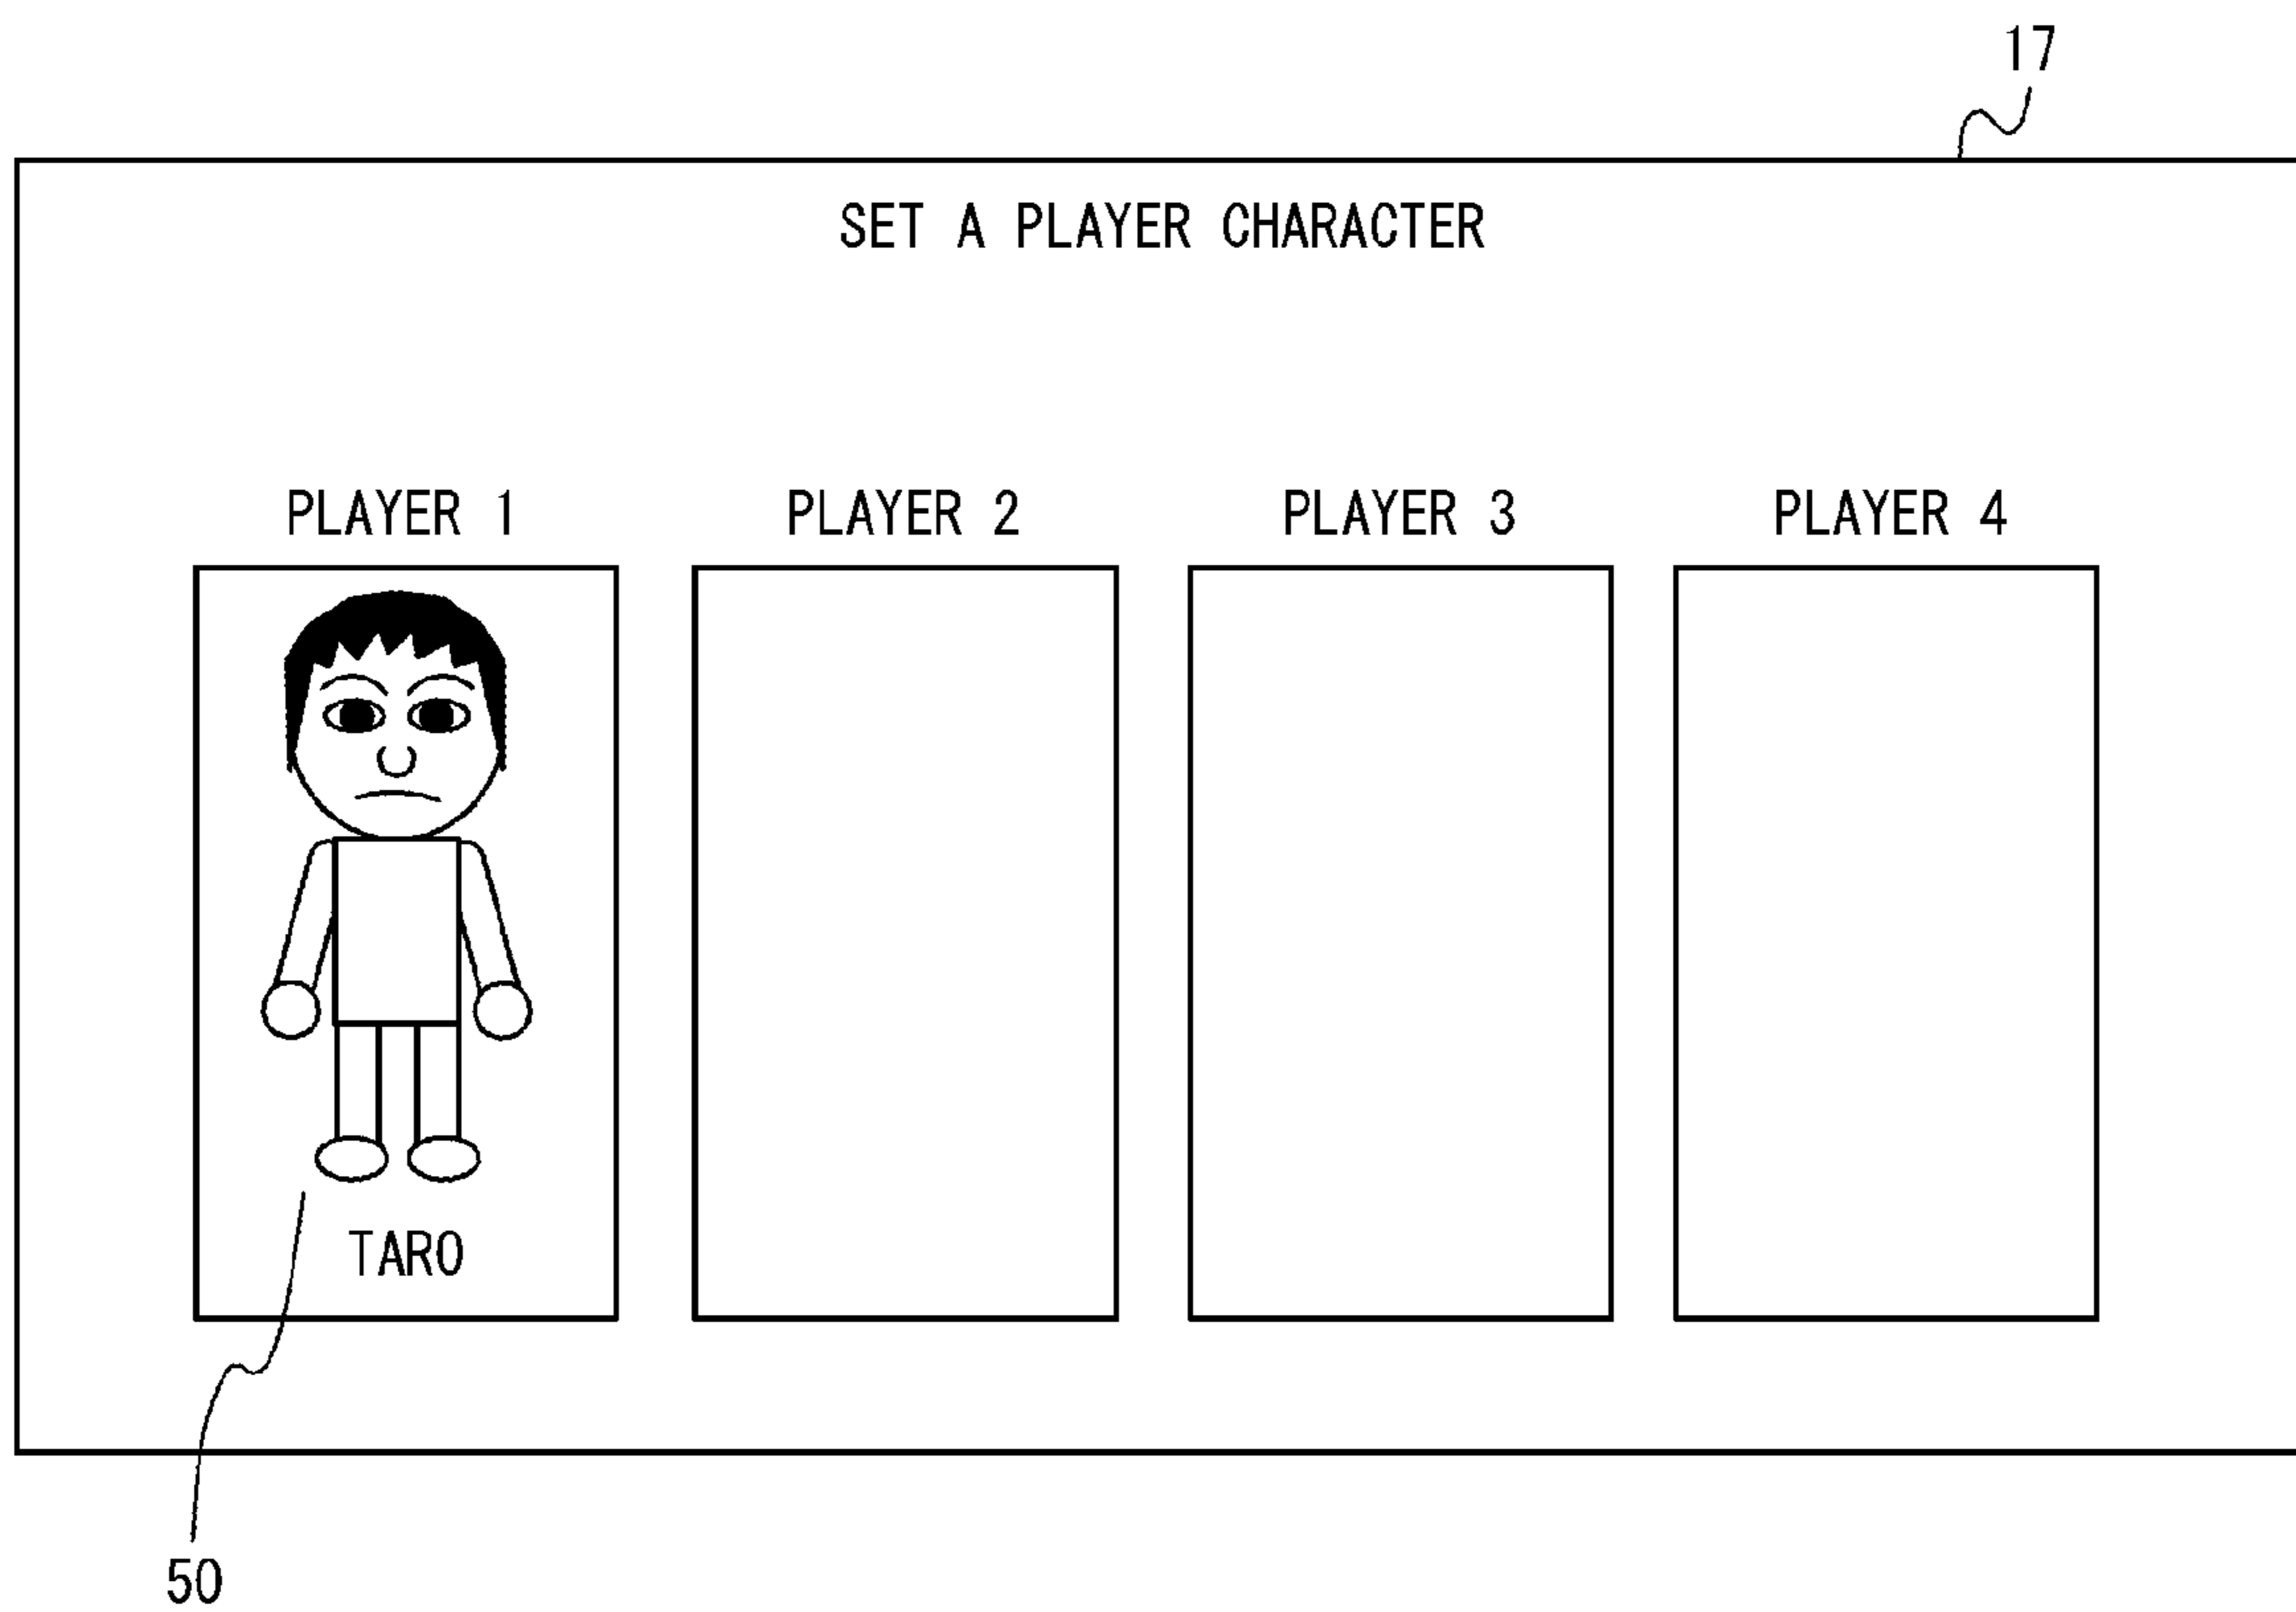 17
SET A PLAYER CHARACTER
PLAYER 1 PLAYER 2 PLAYER 3 PLAYER 4
TARO
50